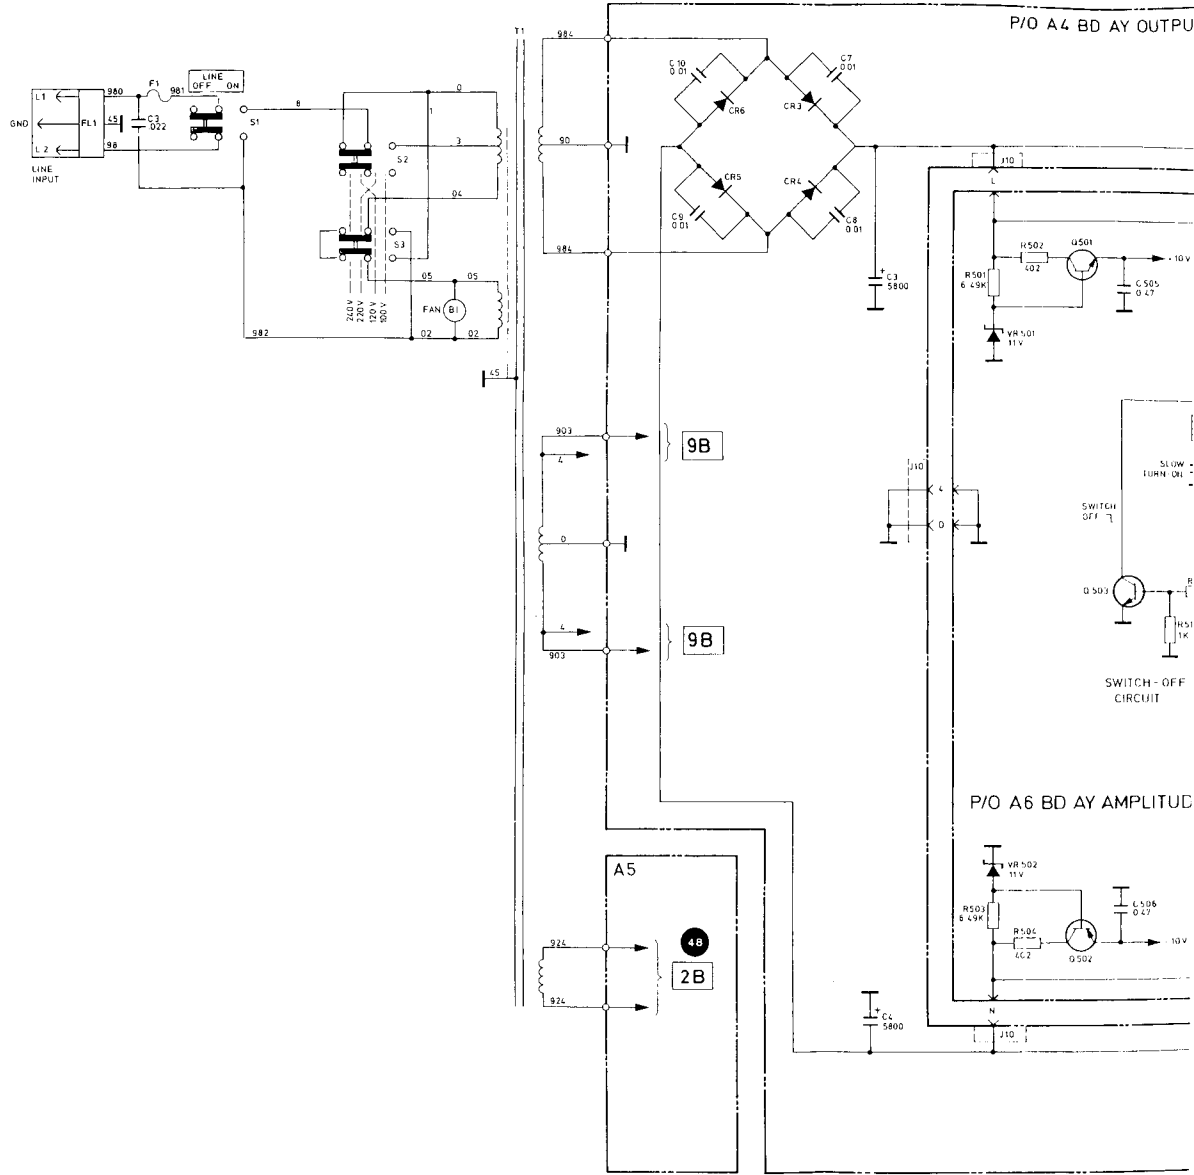 P/O A4 BD AY OUTPU
T1
984
C10
0.01
C7
0.01
CR6
CR3
LINE
OFF ON
F1
980
981
L1
GND
FL1
45
C3
.022
L2
98
LINE
INPUT
S1
8
0
1
S2
3
04
S3
05
05
FAN B1
02
02
982
240V
220V
120V
100V
45
90
984
CR5
CR4
C9
0.01
C8
0.01
+
C3
5800
J10
L
R502
402
Q501
R501
6.49K
C505
0.47
-10V
VR501
11V
903
4
9B
0
4
903
9B
J10
4
D
SLOW
TURN-ON
SWITCH
OFF
Q503
R51
1K
SWITCH-OFF
CIRCUIT
P/O A6 BD AY AMPLITUD
VR502
11V
R503
6.49K
R504
402
Q502
C506
0.47
-10V
A5
924
48
2B
924
+
C4
5800
N
J10